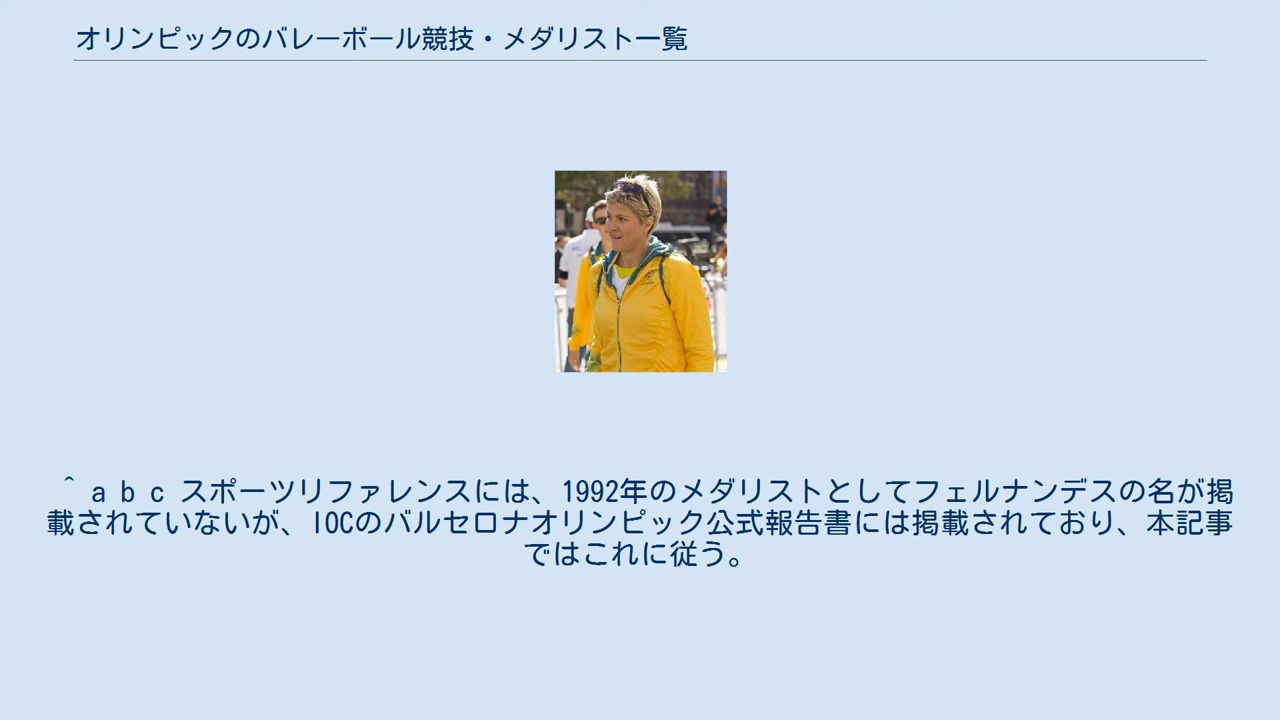 オリンピックのバレーボール競技・メダリスト一覧
^ a b c スポーツリファレンスには、1992年のメダリストとしてフェルナンデスの名が掲
載されていないが、IOCのバルセロナオリンピック公式報告書には掲載されており、本記事
ではこれに従う。